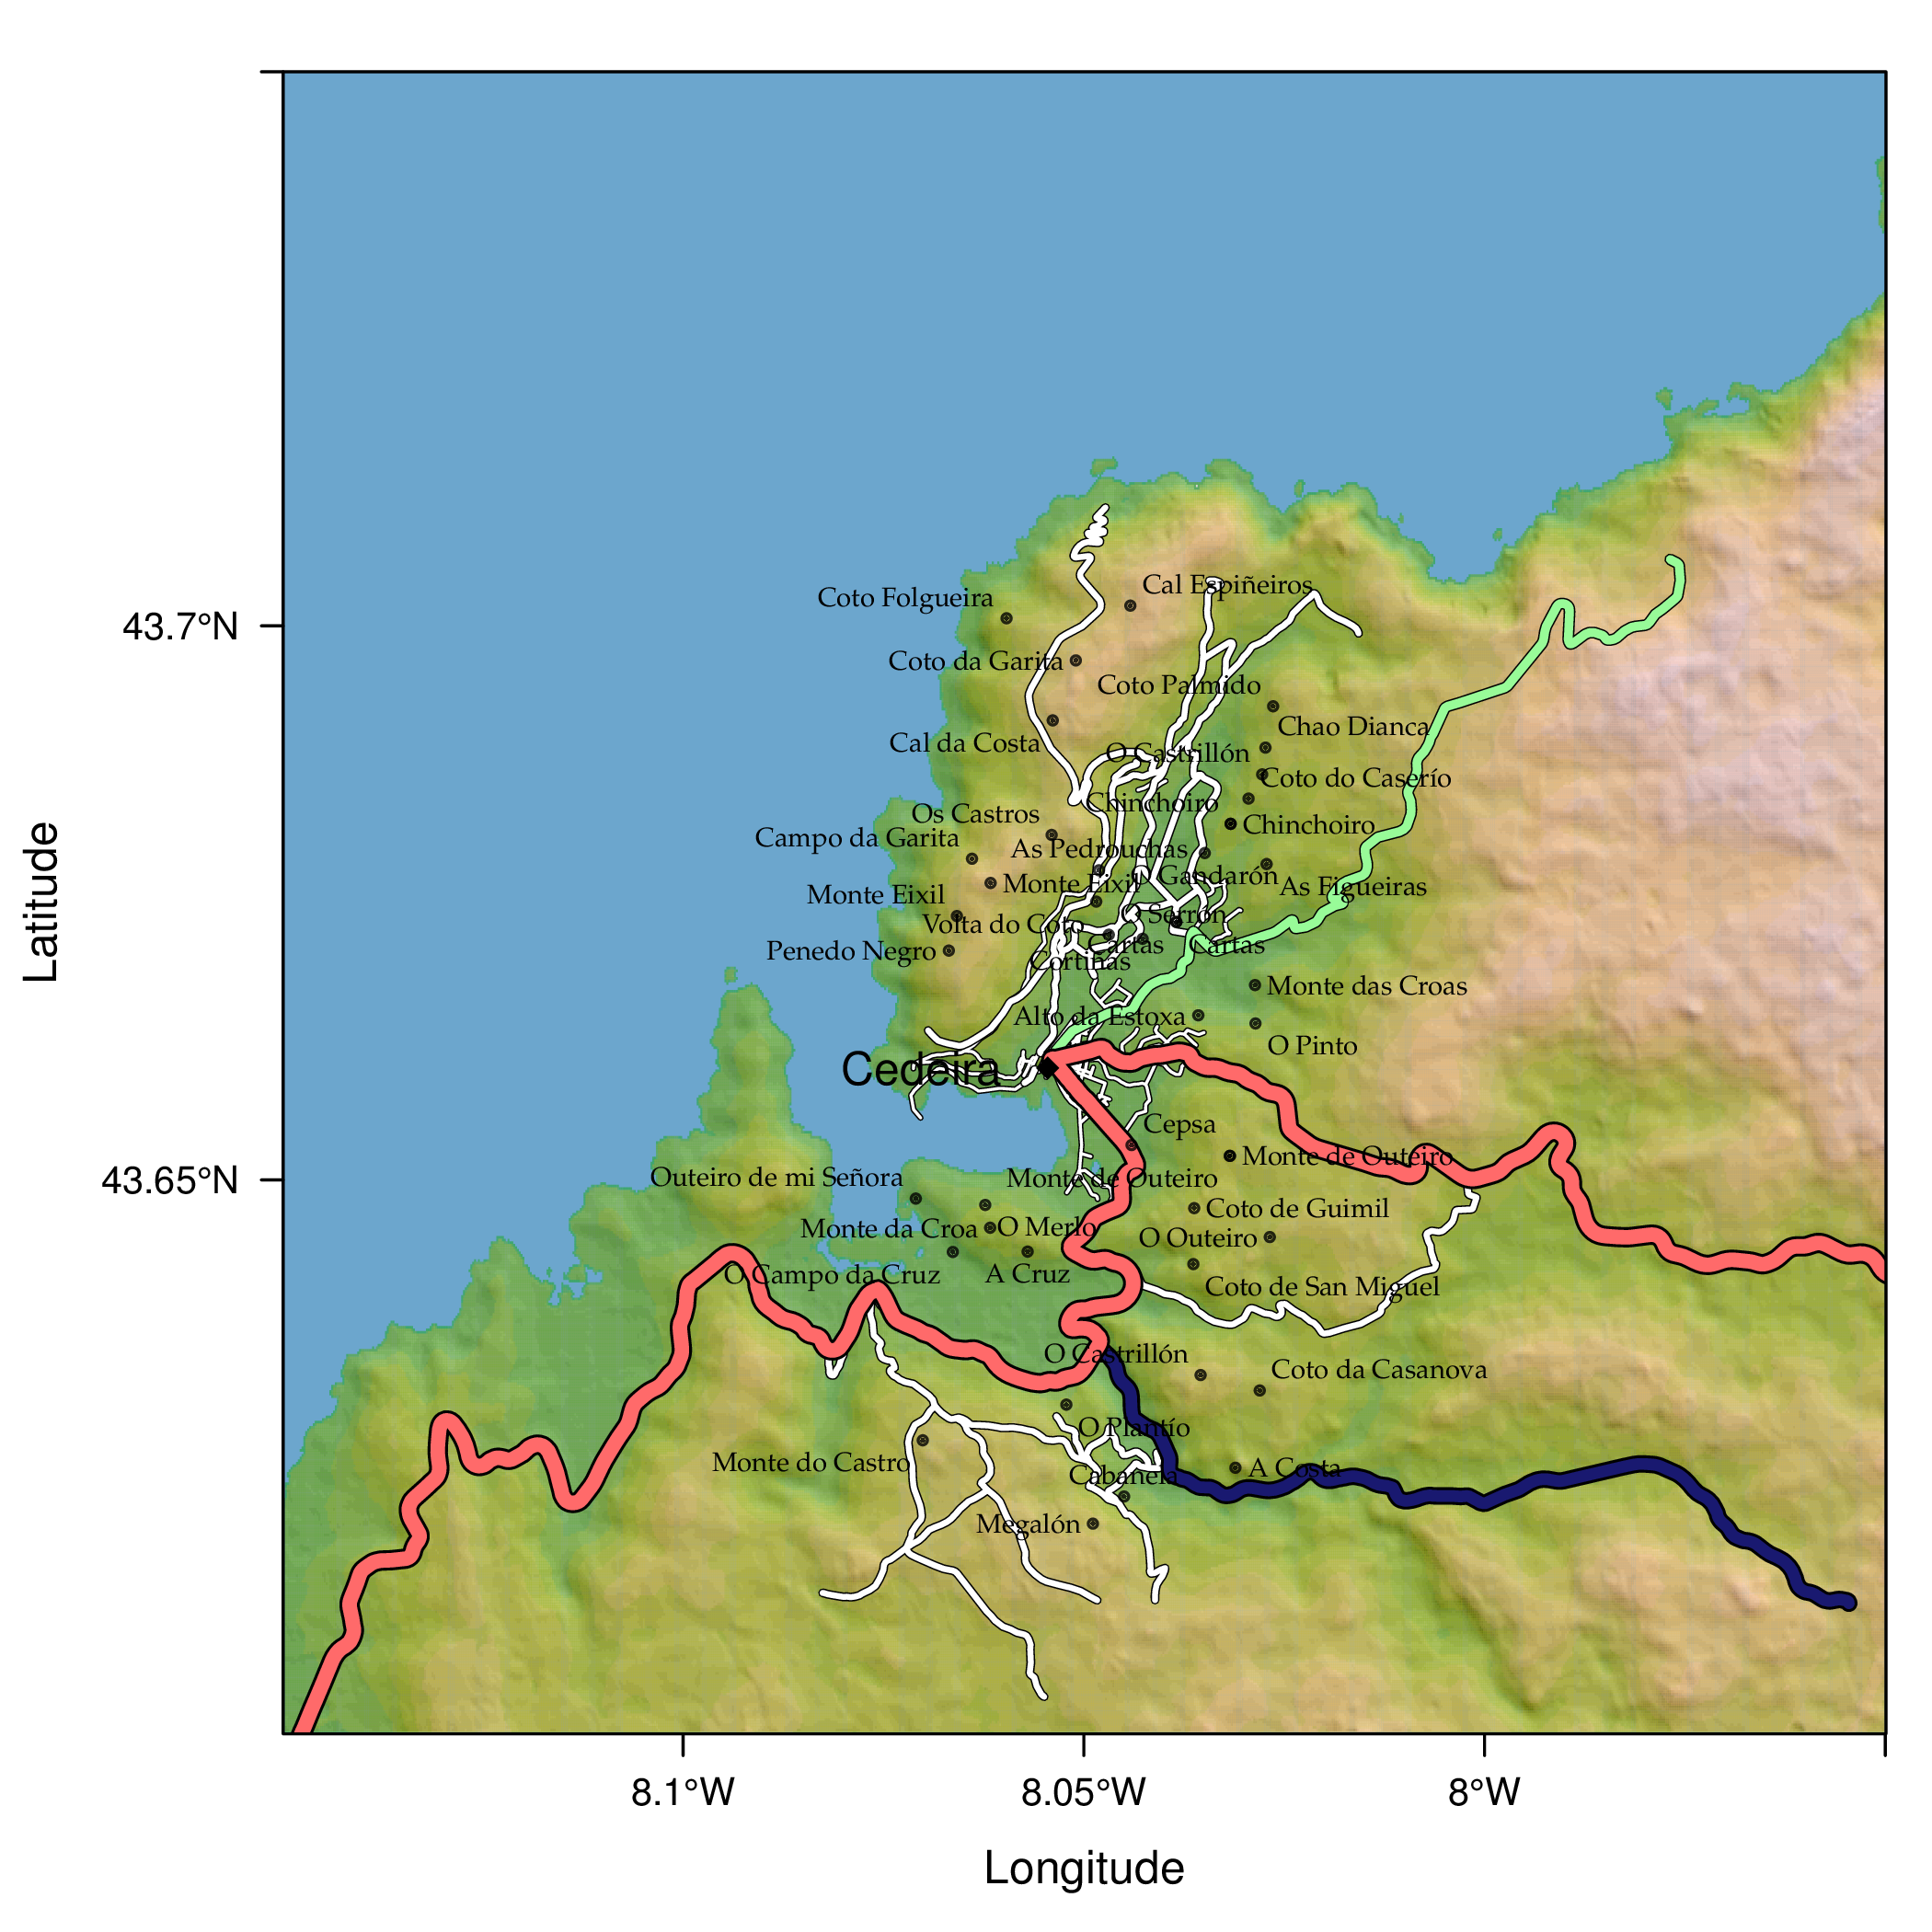 Cal Espiñeiros
Coto Folgueira
43.7°N
Coto da Garita
Coto Palmido
Chao Dianca
Cal da Costa
O Castrillón
Coto do Caserío
Chinchoiro
Os Castros
Chinchoiro
Campo da Garita
As Pedrouchas
O Gandarón
Monte Eixil
As Figueiras
Monte Eixil
O Serrón
Volta do Coto
Cartas
Cartas
Penedo Negro
Cortiñas
Latitude
Monte das Croas
Alto da Estoxa
O Pinto
Cedeira
Cepsa
Monte de Outeiro
43.65°N
Outeiro de mi Señora
Monte de Outeiro
Coto de Guimil
Monte da Croa
O Merlo
O Outeiro
O Campo da Cruz
A Cruz
Coto de San Miguel
O Castrillón
Coto da Casanova
O Plantío
Monte do Castro
A Costa
Cabanela
Megalón
8.1°W
8.05°W
8°W
Longitude